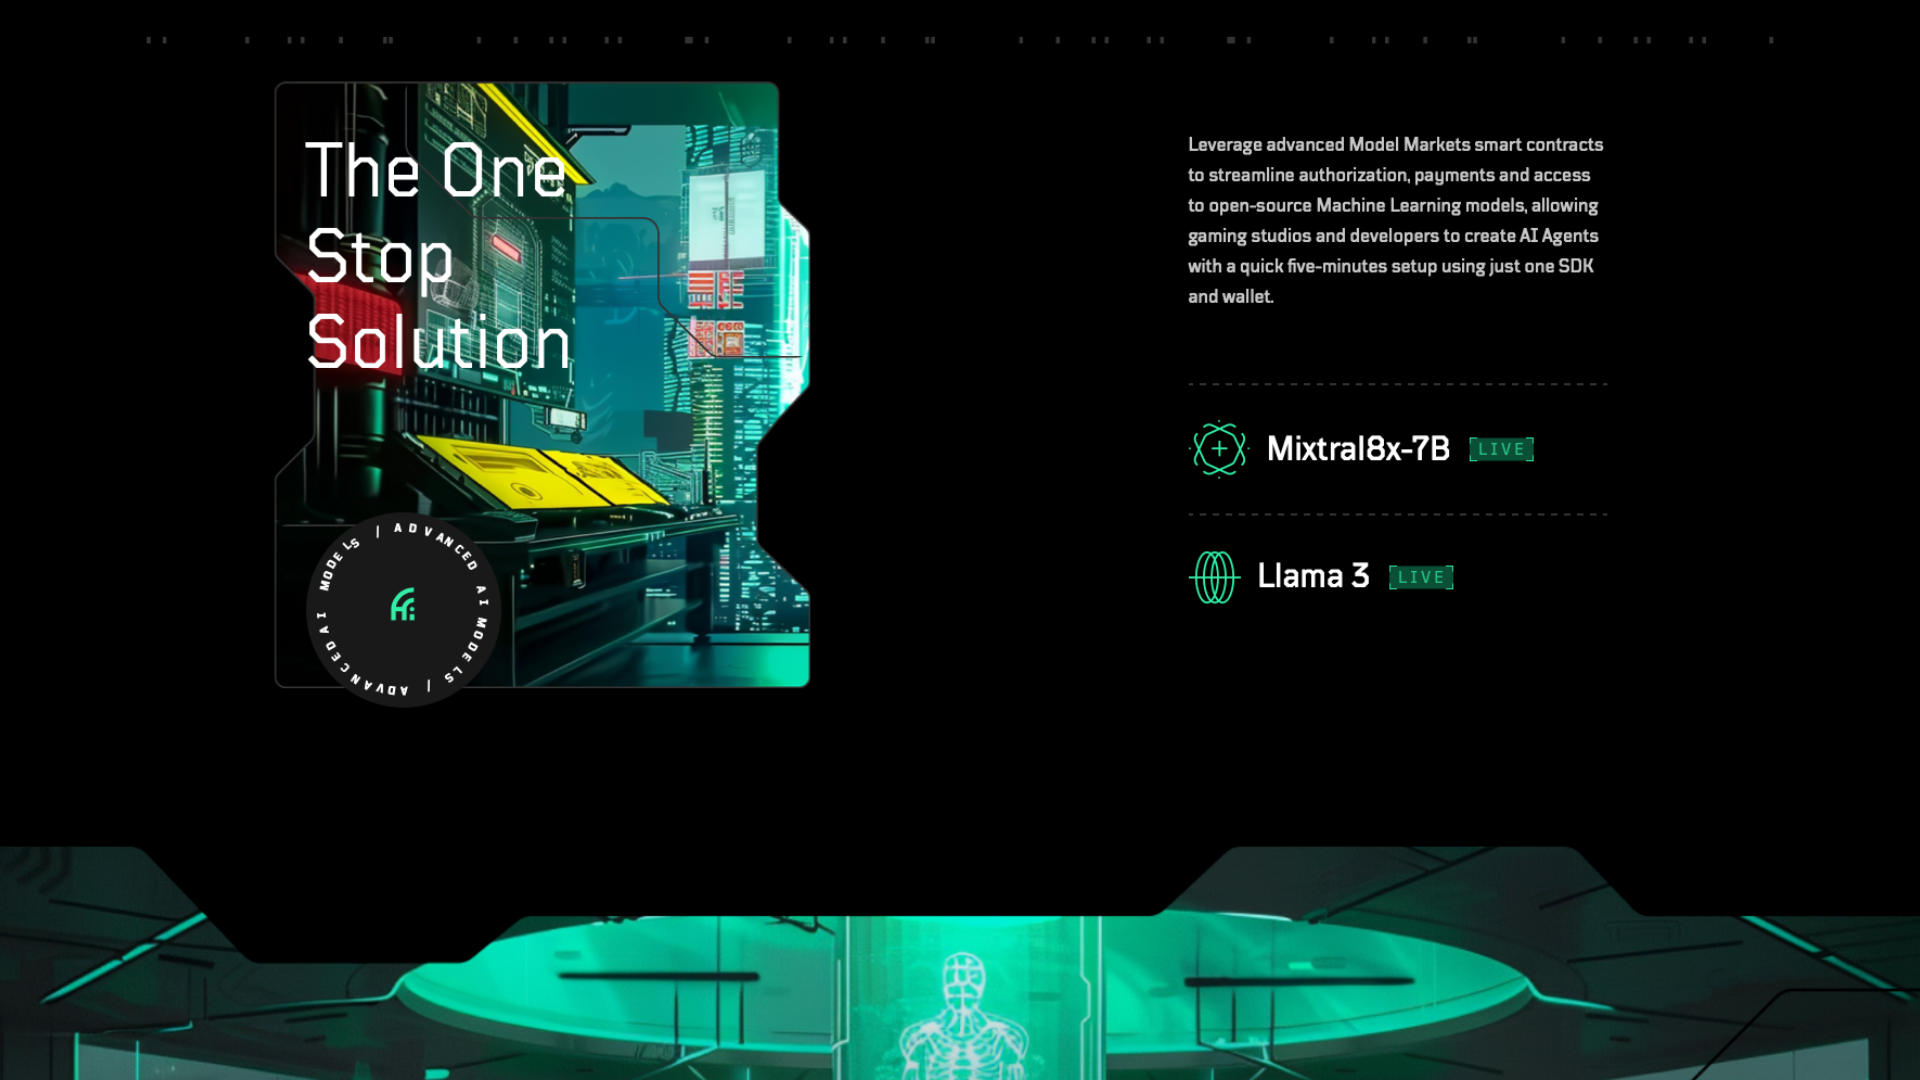 The One
Stop
Solution
ADVANCED AI MODELS / ADVANCED AI MODELS /
Leverage advanced Model Markets smart contracts
to streamline authorization, payments and access
to open-source Machine Learning models, allowing
gaming studios and developers to create AI Agents
with a quick five-minutes setup using just one SDK
and wallet.
Mixtral8x-7B LIVE
Llama 3 LIVE